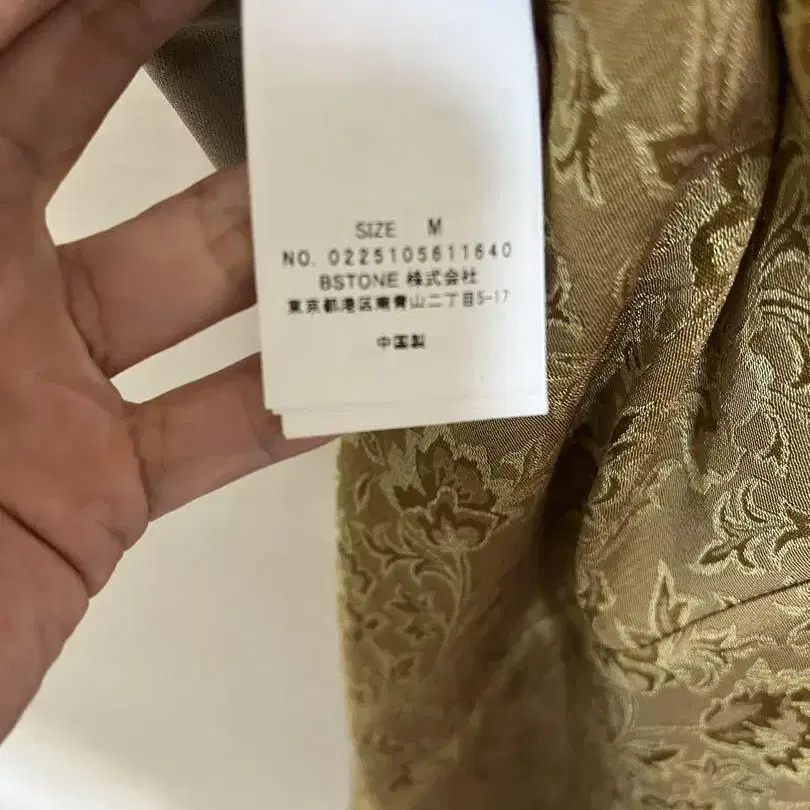 SIZE M
NO. 0225105611640
BSTONE 株式会社
東京都港区南青山二丁目5-17
中国製